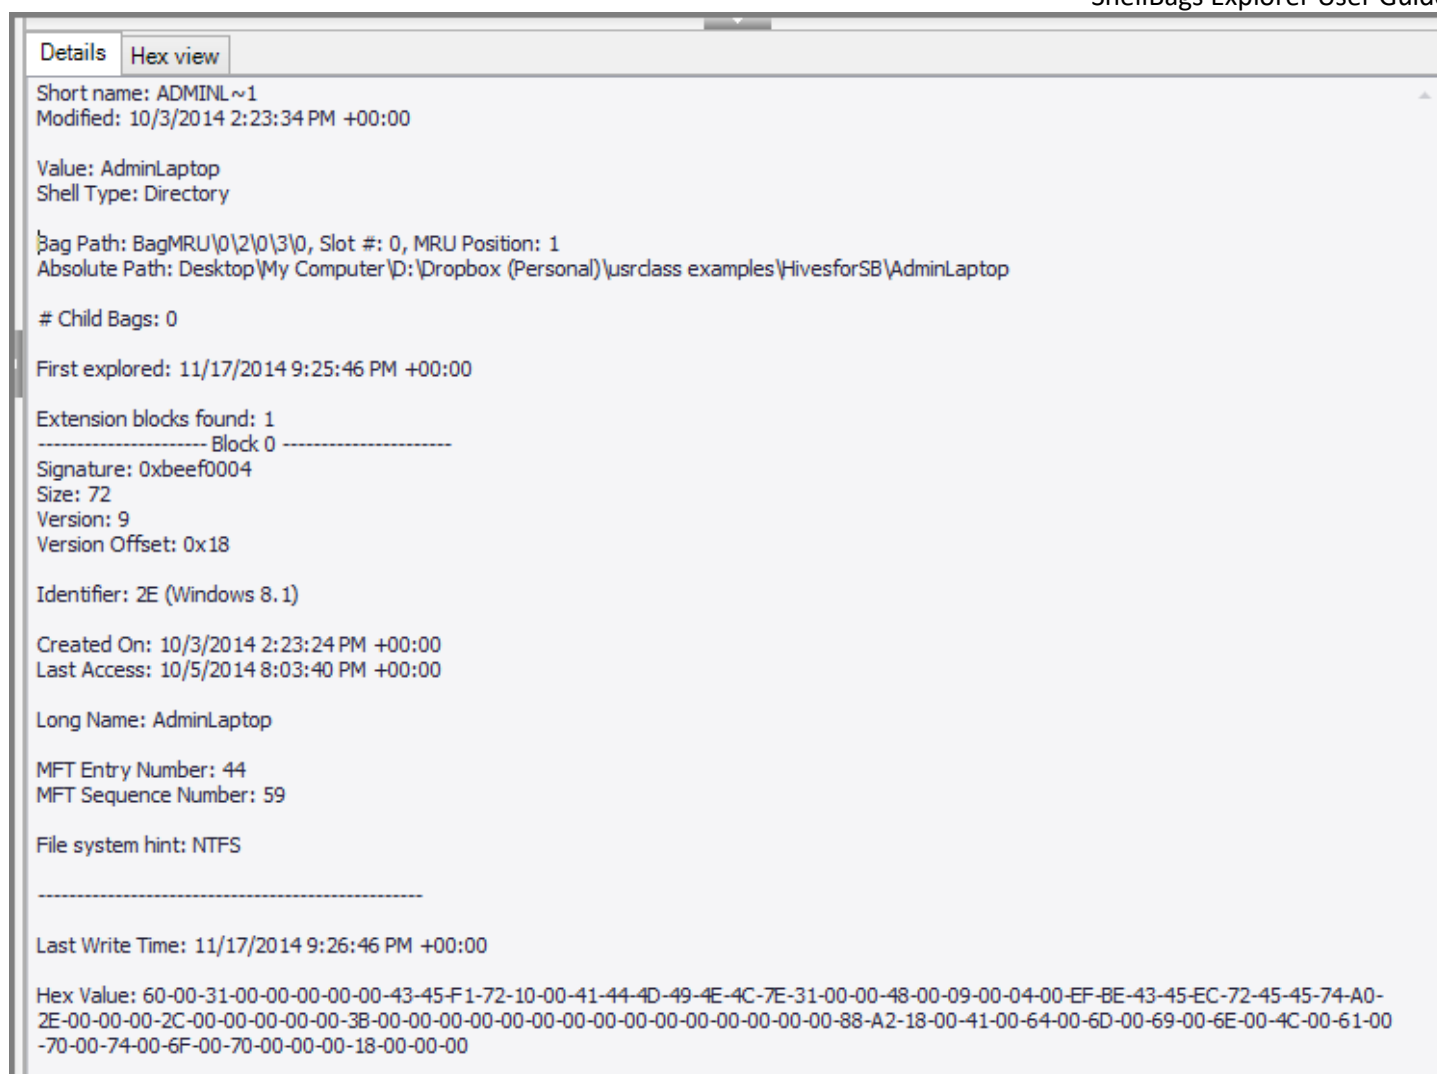 ShellBags Explorer User Guide
Details
Hex view
Short name: ADMINL~1
Modified: 10/3/2014 2:23:34 PM +00:00
Value: AdminLaptop
Shell Type: Directory
Bag Path: BagMRU\0\2\0\3\0, Slot #: 0, MRU Position: 1
Absolute Path: Desktop\My Computer\D:\Dropbox (Personal)\usrclass examples\HivesforSB\AdminLaptop
# Child Bags: 0
First explored: 11/17/2014 9:25:46 PM +00:00
Extension blocks found: 1
---------------------- Block 0 ----------------------
Signature: 0xbeef0004
Size: 72
Version: 9
Version Offset: 0x18
Identifier: 2E (Windows 8.1)
Created On: 10/3/2014 2:23:24 PM +00:00
Last Access: 10/5/2014 8:03:40 PM +00:00
Long Name: AdminLaptop
MFT Entry Number: 44
MFT Sequence Number: 59
File system hint: NTFS
--------------------------------------------------
Last Write Time: 11/17/2014 9:26:46 PM +00:00
Hex Value: 60-00-31-00-00-00-00-00-43-45-F1-72-10-00-41-44-4D-49-4E-4C-7E-31-00-00-48-00-09-00-04-00-EF-BE-43-45-EC-72-45-45-74-A0-
2E-00-00-00-2C-00-00-00-00-00-3B-00-00-00-00-00-00-00-00-00-00-00-00-00-00-00-88-A2-18-00-41-00-64-00-6D-00-69-00-6E-00-4C-00-61-00
-70-00-74-00-6F-00-70-00-00-00-18-00-00-00